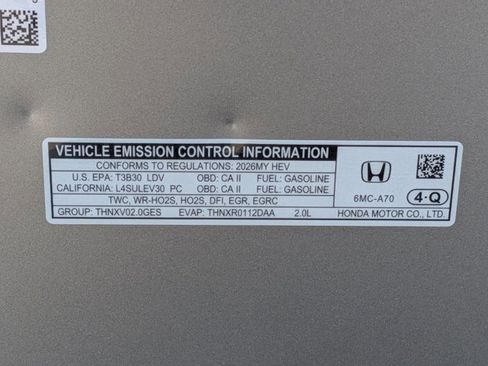 VEHICLE EMISSION CONTROL INFORMATION
CONFORMS TO REGULATIONS: 2026MY HEV
U.S. EPA: T3B30 LDV OBD: CA II FUEL: GASOLINE
CALIFORNIA: L4SULEV30 PC OBD: CA II FUEL: GASOLINE
TWC, WR-HO2S, HO2S, DFI, EGR, EGRC
GROUP: THNXV02.0GES EVAP: THNXR0112DAA 2.0L
6MC-A70 4·Q
HONDA MOTOR CO., LTD.